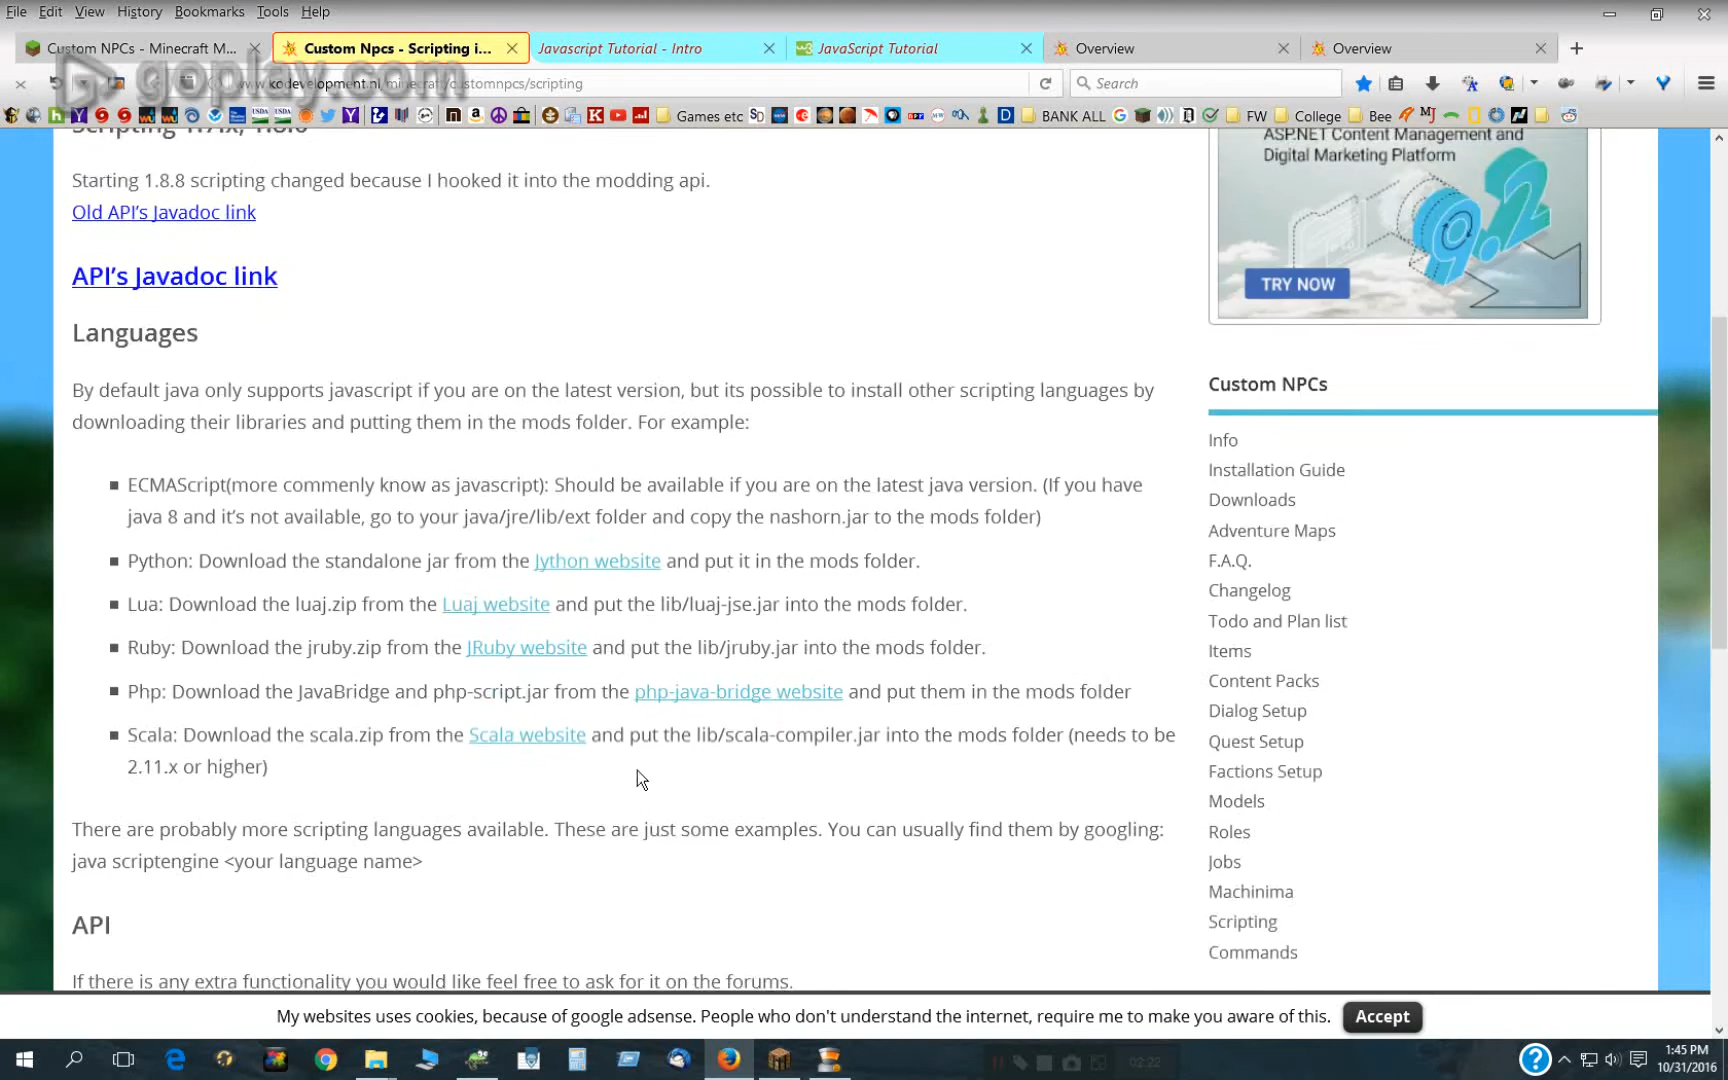 File Edit View History Bookmarks Tools Help
Custom NPCs - Minecraft M...
Custom Npcs - Scripting i...
Javascript Tutorial - Intro
JavaScript Tutorial
Overview
Overview
goplay.com
www.kodevelopment.nl/minecraft/customnpcs/scripting
Search
Games etc
BANK ALL
FW
College
Bee
Starting 1.8.8 scripting changed because I hooked it into the modding api.
Old API's Javadoc link
API's Javadoc link
Languages
By default java only supports javascript if you are on the latest version, but its possible to install other scripting languages by
downloading their libraries and putting them in the mods folder. For example:
ECMAScript(more commonly know as javascript): Should be available if you are on the latest java version. (If you have
java 8 and it's not available, go to your java/jre/lib/ext folder and copy the nashorn.jar to the mods folder)
Python: Download the standalone jar from the Jython website and put it in the mods folder.
Lua: Download the luaj.zip from the Luaj website and put the lib/luaj-jse.jar into the mods folder.
Ruby: Download the jruby.zip from the JRuby website and put the lib/jruby.jar into the mods folder.
Php: Download the JavaBridge and php-script.jar from the php-java-bridge website and put them in the mods folder
Scala: Download the scala.zip from the Scala website and put the lib/scala-compiler.jar into the mods folder (needs to be
2.11.x or higher)
There are probably more scripting languages available. These are just some examples. You can usually find them by googling:
java scriptengine <your language name>
API
If there is any extra functionality you would like feel free to ask for it on the forums.
ASP.NET Content Management and
Digital Marketing Platform
9.2
TRY NOW
Custom NPCs
Info
Installation Guide
Downloads
Adventure Maps
F.A.Q.
Changelog
Todo and Plan list
Items
Content Packs
Dialog Setup
Quest Setup
Factions Setup
Models
Roles
Jobs
Machinima
Scripting
Commands
My websites uses cookies, because of google adsense. People who don't understand the internet, require me to make you aware of this.
Accept
02:22
1:45 PM
10/31/2016